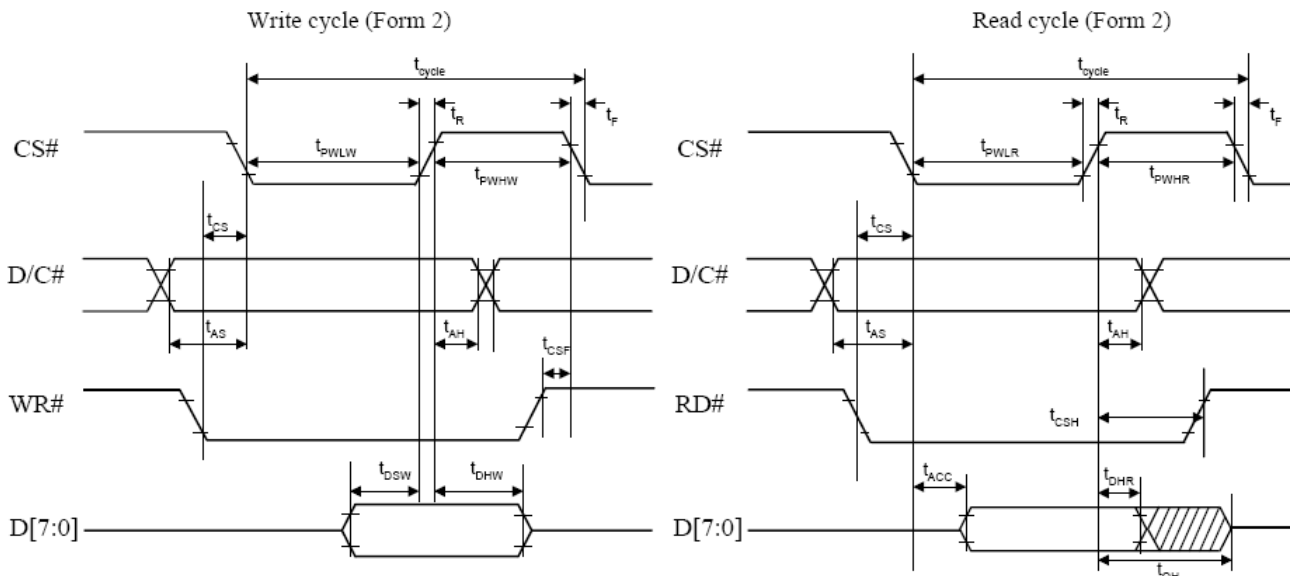 Write cycle (Form 2)
tcycle
tR
tF
CS#
tPWLW
tPWHW
tCS
D/C#
tAS
tAH
tCSF
WR#
tDSW
tDHW
D[7:0]
Read cycle (Form 2)
tcycle
tR
tF
CS#
tPWLR
tPWHR
tCS
D/C#
tAS
tAH
RD#
tCSH
tACC
tDHR
D[7:0]